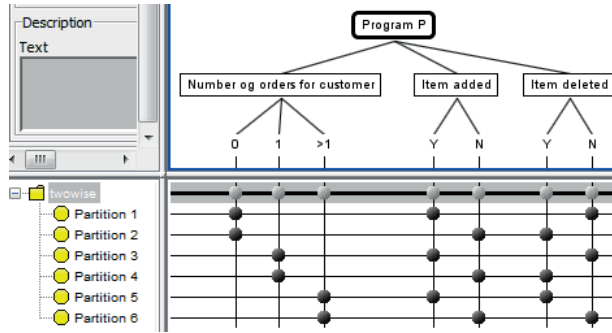 Description
Text
Program P
Number og orders for customer
Item added
Item deleted
0 1 >1 Y N Y N
twowise
Partition 1
Partition 2
Partition 3
Partition 4
Partition 5
Partition 6